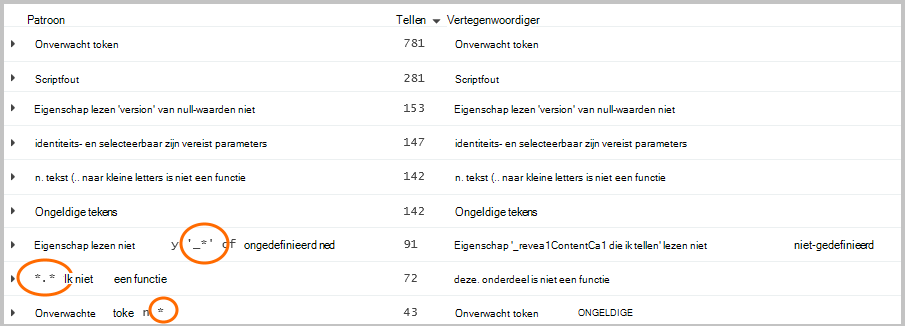 Patroon Tellen Vertegenwoordiger
Onverwacht token 781 Onverwacht token
Scriptfout 281 Scriptfout
Eigenschap lezen 'version' van null-waarden niet 153 Eigenschap lezen 'version' van null-waarden niet
identiteits- en selecteerbaar zijn vereist parameters 147 identiteits- en selecteerbaar zijn vereist parameters
n. tekst (.. naar kleine letters is niet een functie 142 n. tekst (.. naar kleine letters is niet een functie
Ongeldige tekens 142 Ongeldige tekens
Eigenschap lezen niet y '_*' of ongedefinieerd ned 91 Eigenschap '_revea1ContentCa1 die ik tellen' lezen niet niet-gedefinieerd
*.* Ik niet een functie 72 deze. onderdeel is niet een functie
Onverwachte toke n * 43 Onverwacht token ONGELDIGE